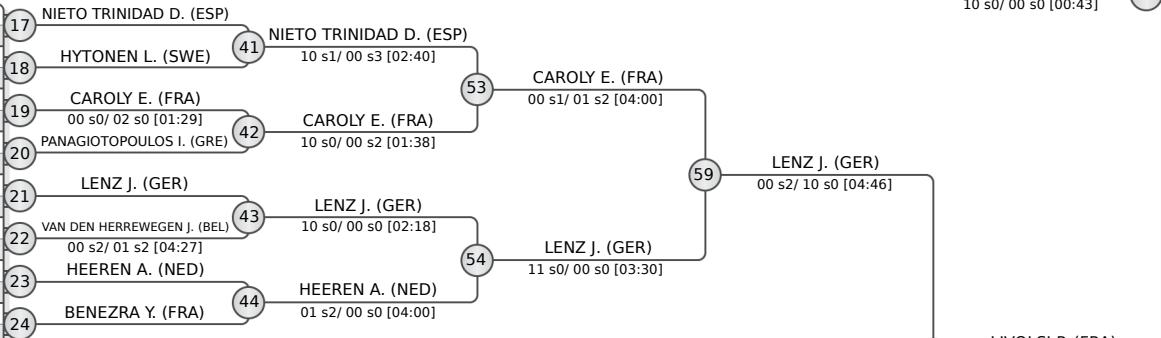 10 s0/ 00 s0 [00:43]
17
NIETO TRINIDAD D. (ESP)
18
HYTONEN L. (SWE)
41
NIETO TRINIDAD D. (ESP)
10 s1/ 00 s3 [02:40]
19
CAROLY E. (FRA)
00 s0/ 02 s0 [01:29]
20
PANAGIOTOPOULOS I. (GRE)
42
CAROLY E. (FRA)
10 s0/ 00 s2 [01:38]
53
CAROLY E. (FRA)
00 s1/ 01 s2 [04:00]
21
LENZ J. (GER)
22
VAN DEN HERREWEGEN J. (BEL)
00 s2/ 01 s2 [04:27]
43
LENZ J. (GER)
10 s0/ 00 s0 [02:18]
23
HEEREN A. (NED)
24
BENEZRA Y. (FRA)
44
HEEREN A. (NED)
01 s2/ 00 s0 [04:00]
54
LENZ J. (GER)
11 s0/ 00 s0 [03:30]
59
LENZ J. (GER)
00 s2/ 10 s0 [04:46]